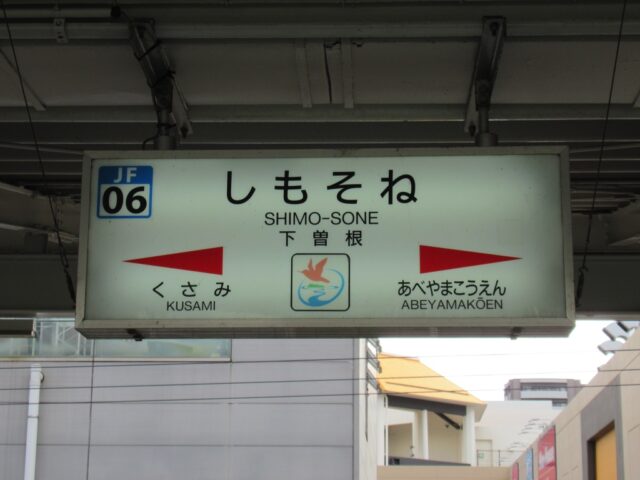 JF
06
しもそね
SHIMO-SONE
下曽根
くさみ
KUSAMI
あべやまこうえん
ABEYAMAKŌEN